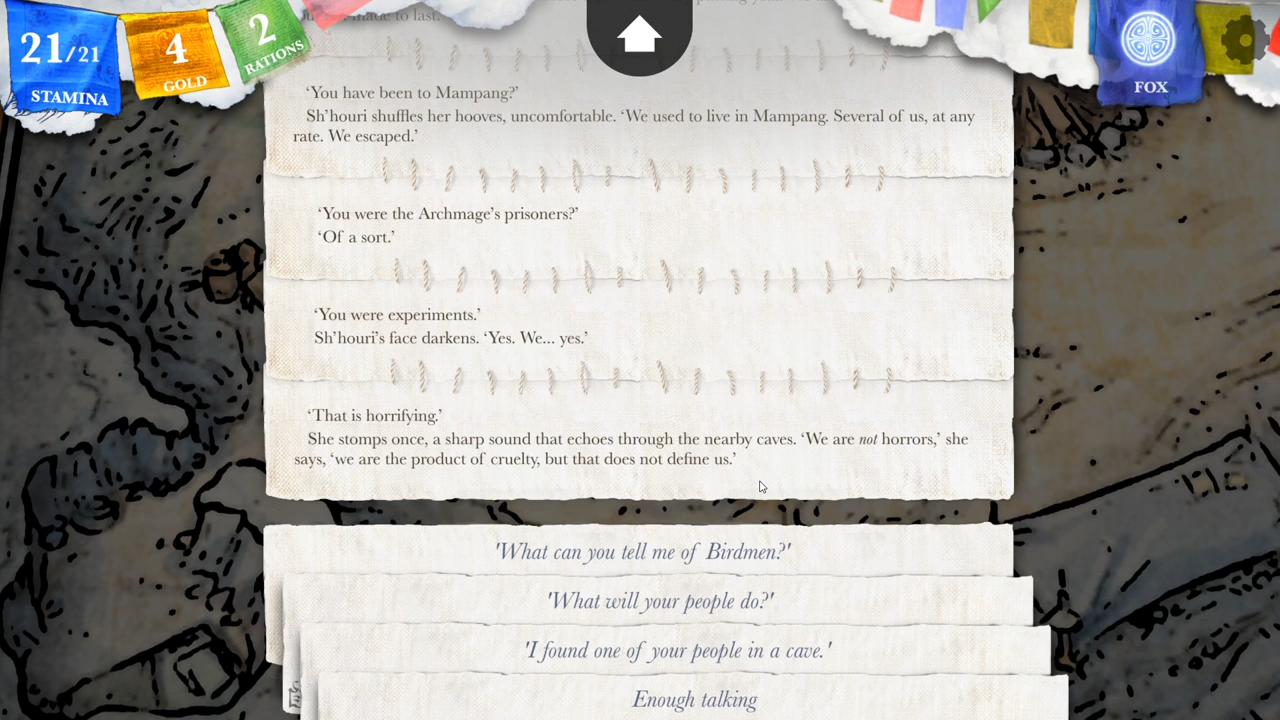 21/21
STAMINA
4
GOLD
2
RATIONS
FOX
made to last.
‘You have been to Mampang?’
Sh’houri shuffles her hooves, uncomfortable. ‘We used to live in Mampang. Several of us, at any
rate. We escaped.’
‘You were the Archmage’s prisoners?’
‘Of a sort.’
‘You were experiments.’
Sh’houri’s face darkens. ‘Yes. We... yes.’
‘That is horrifying.’
She stomps once, a sharp sound that echoes through the nearby caves. ‘We are not horrors,’ she
says, ‘we are the product of cruelty, but that does not define us.’
'What can you tell me of Birdmen?'
'What will your people do?'
'I found one of your people in a cave.'
Enough talking